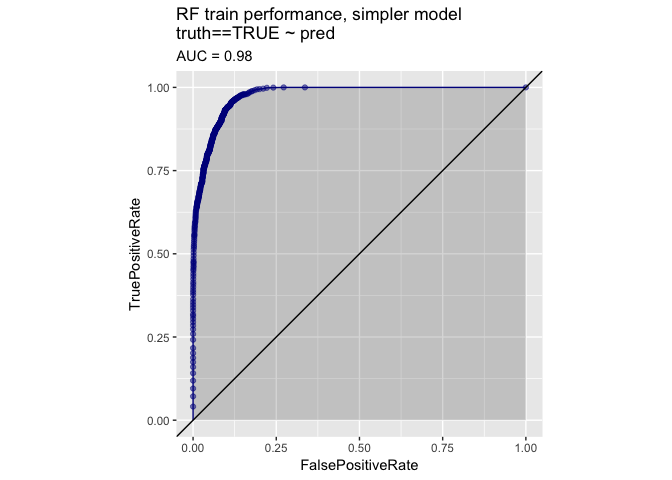 RF train performance, simpler model
truth==TRUE ~ pred
AUC = 0.98
1.00
0.75
0.50
0.25
0.00
TruePositiveRate
0.00 0.25 0.50 0.75 1.00
FalsePositiveRate